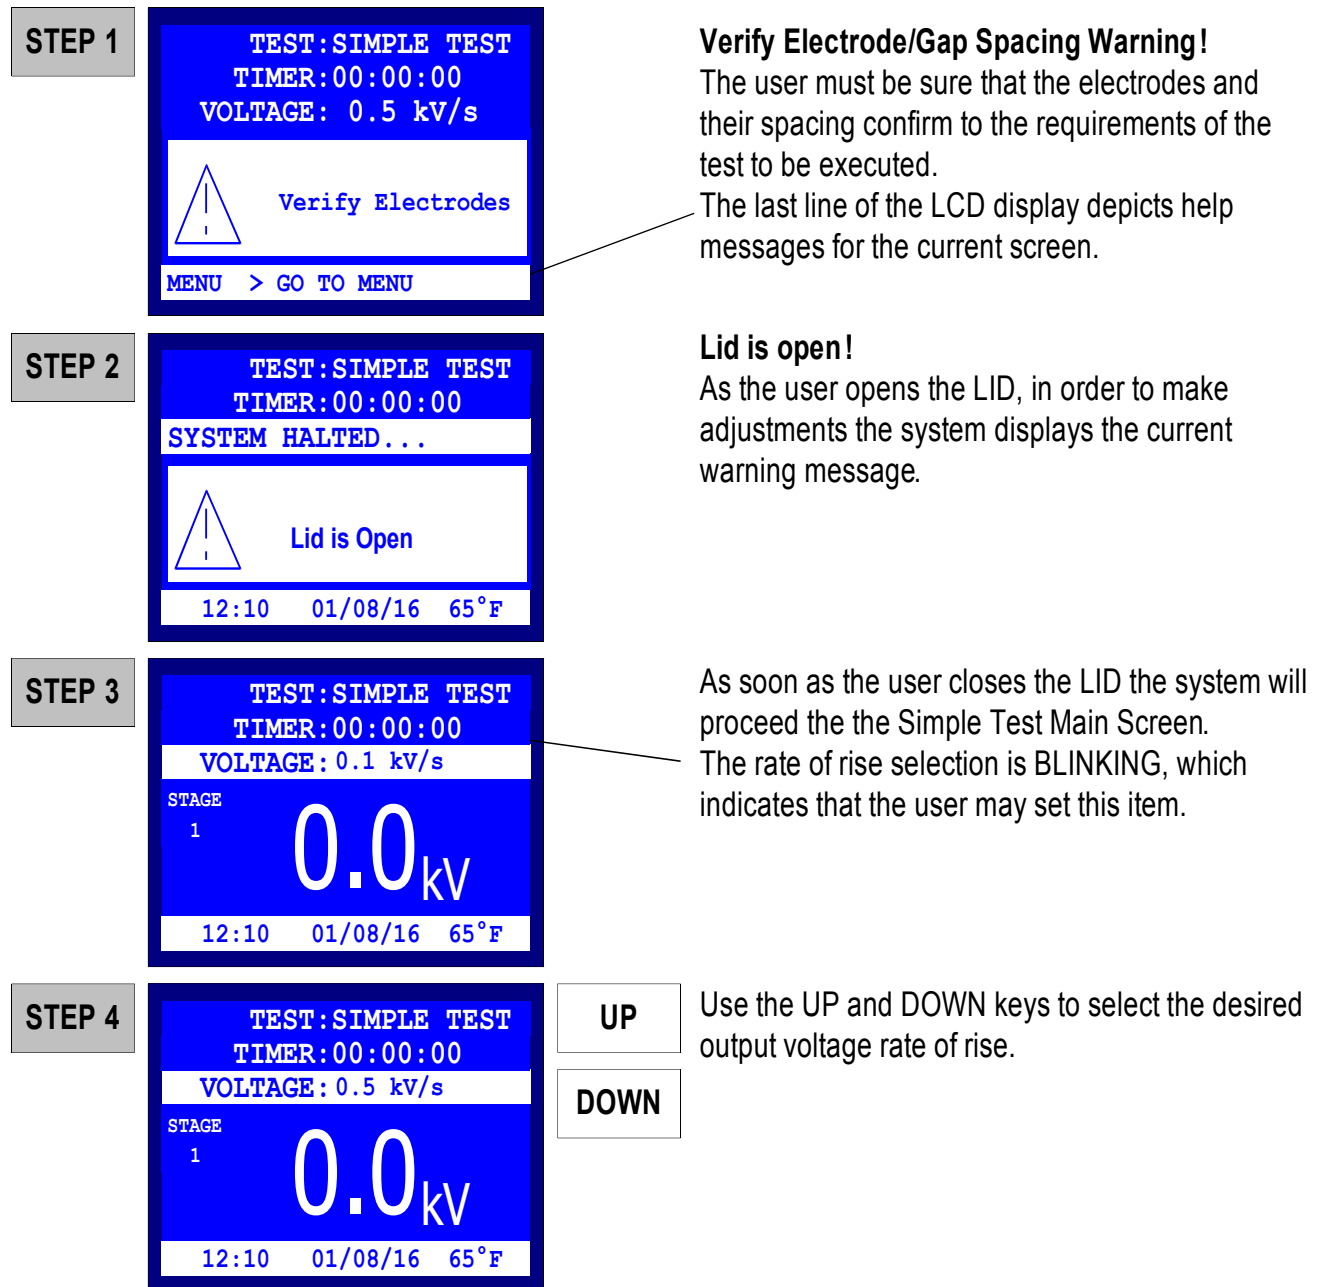 STEP 1
TEST:SIMPLE TEST
TIMER:00:00:00
VOLTAGE: 0.5 kV/s
Verify Electrodes
MENU > GO TO MENU
Verify Electrode/Gap Spacing Warning!
The user must be sure that the electrodes and
their spacing confirm to the requirements of the
test to be executed.
The last line of the LCD display depicts help
messages for the current screen.
STEP 2
TEST:SIMPLE TEST
TIMER:00:00:00
SYSTEM HALTED...
Lid is Open
12:10 01/08/16 65°F
Lid is open!
As the user opens the LID, in order to make
adjustments the system displays the current
warning message.
STEP 3
TEST:SIMPLE TEST
TIMER:00:00:00
VOLTAGE: 0.1 kV/s
STAGE
1
0.0 kV
12:10 01/08/16 65°F
As soon as the user closes the LID the system will
proceed the the Simple Test Main Screen.
The rate of rise selection is BLINKING, which
indicates that the user may set this item.
STEP 4
TEST:SIMPLE TEST
TIMER:00:00:00
VOLTAGE: 0.5 kV/s
STAGE
1
0.0 kV
12:10 01/08/16 65°F
UP
DOWN
Use the UP and DOWN keys to select the desired
output voltage rate of rise.